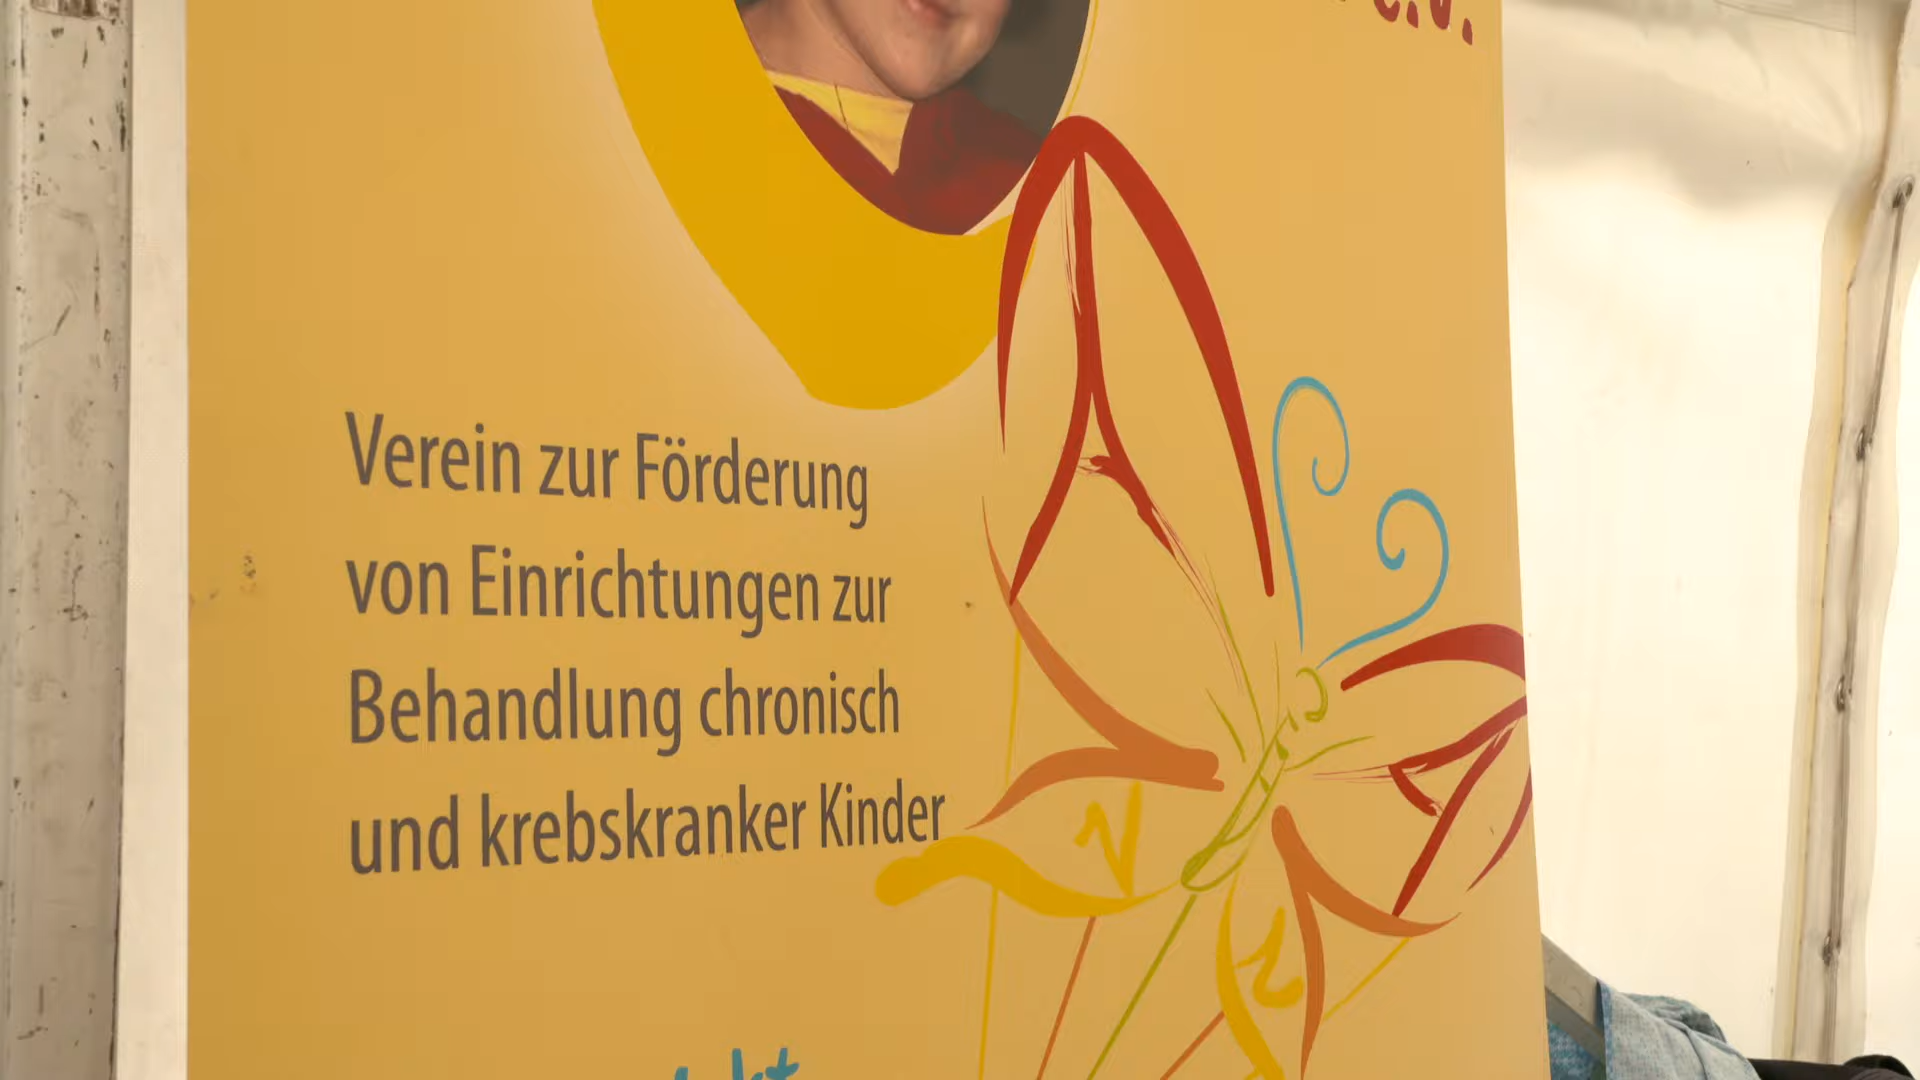 e.V.
Verein zur Förderung
von Einrichtungen zur
Behandlung chronisch
und krebskranker Kinder